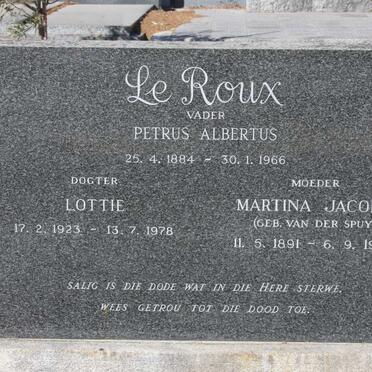 Le Roux
VADER
PETRUS ALBERTUS
25. 4. 1884 ~ 30. 1. 1966
DOGTER
LOTTIE
17. 2. 1923 ~ 13. 7. 1978
MOEDER
MARTINA
(GEB. VAN DER SPUY
11. 5. 1891 ~ 6. 9.
SALIG IS DIE DODE WAT IN DIE HERE STERWE.
WEES GETROU TOT DIE DOOD TOE.